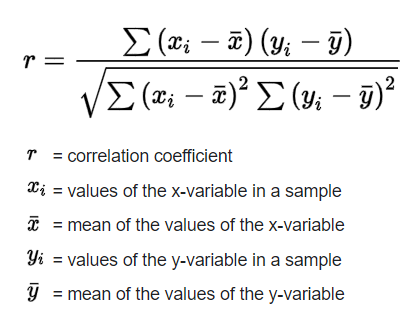 r = ∑ (xᵢ − x̄) (yᵢ − ȳ) / √∑ (xᵢ − x̄)² ∑ (yᵢ − ȳ)²
r = correlation coefficient
xᵢ = values of the x-variable in a sample
x̄ = mean of the values of the x-variable
yᵢ = values of the y-variable in a sample
ȳ = mean of the values of the y-variable